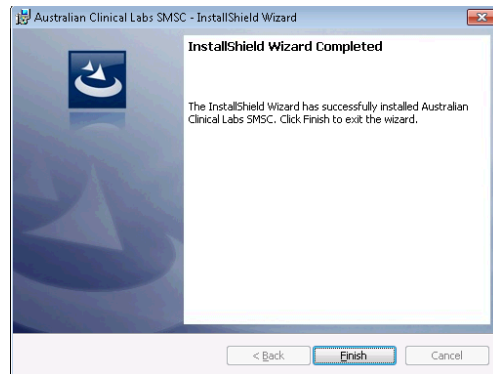 Australian Clinical Labs SMSC - InstallShield Wizard
InstallShield Wizard Completed
The InstallShield Wizard has successfully installed Australian
Clinical Labs SMSC. Click Finish to exit the wizard.
< Back
Finish
Cancel